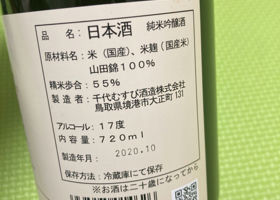 品名：日本酒 純米吟醸酒
原材料名：米（国産）、米麹（国産米）
山田錦１００％
精米歩合：５５％
製造者：千代むすび酒造株式会社
鳥取県境港市大正町131
アルコール：１７度
内容量：７２０ml
製造年月 2020.10
保存方法：冷蔵庫にて保存
※お酒は二十歳になってから